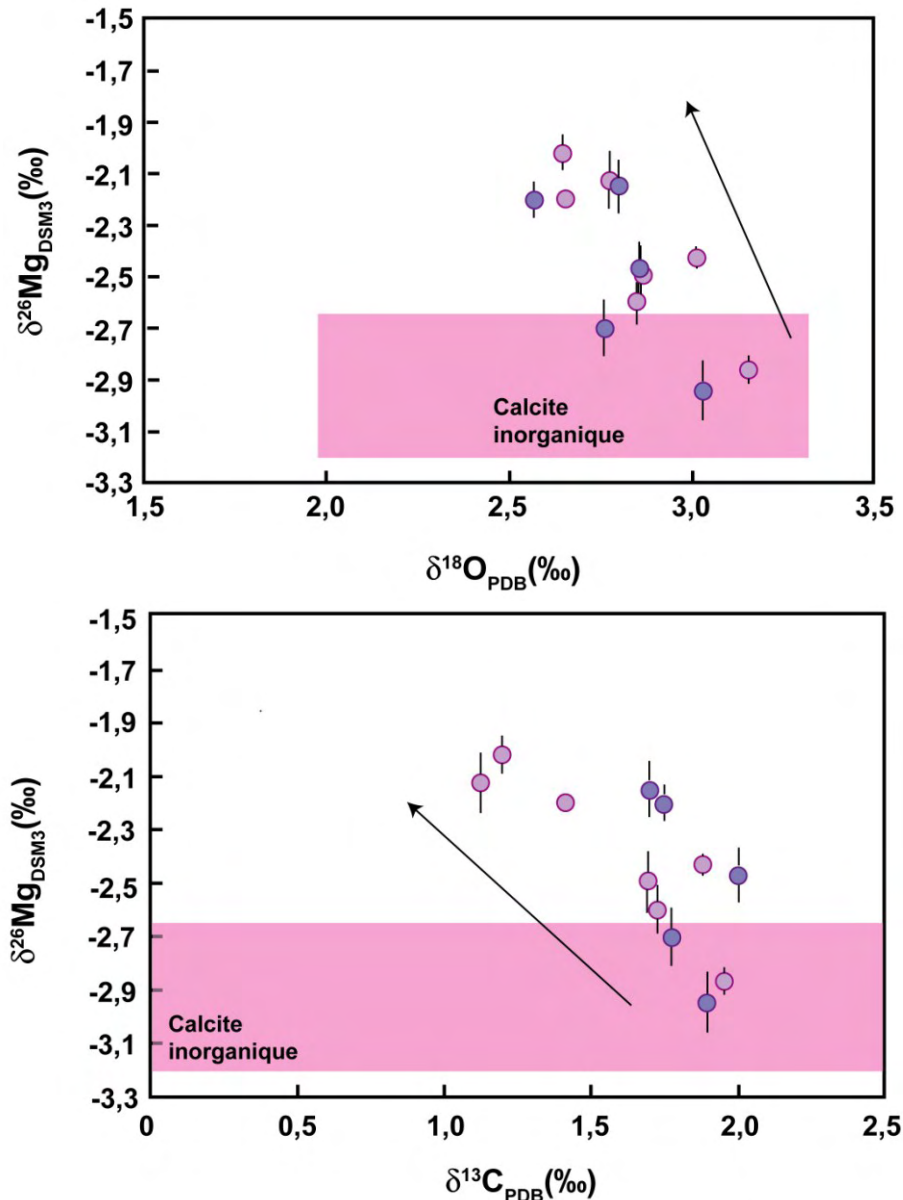 -1,5
-1,7
-1,9
-2,1
-2,3
-2,5
-2,7
-2,9
-3,1
-3,3
δ26MgDSM3(‰)
Calcite
inorganique
1,5 2,0 2,5 3,0 3,5
δ18OPDB(‰)
-1,5
-1,7
-1,9
-2,1
-2,3
-2,5
-2,7
-2,9
-3,1
-3,3
δ26MgDSM3(‰)
Calcite
inorganique
0 0,5 1,0 1,5 2,0 2,5
δ13CPDB(‰)